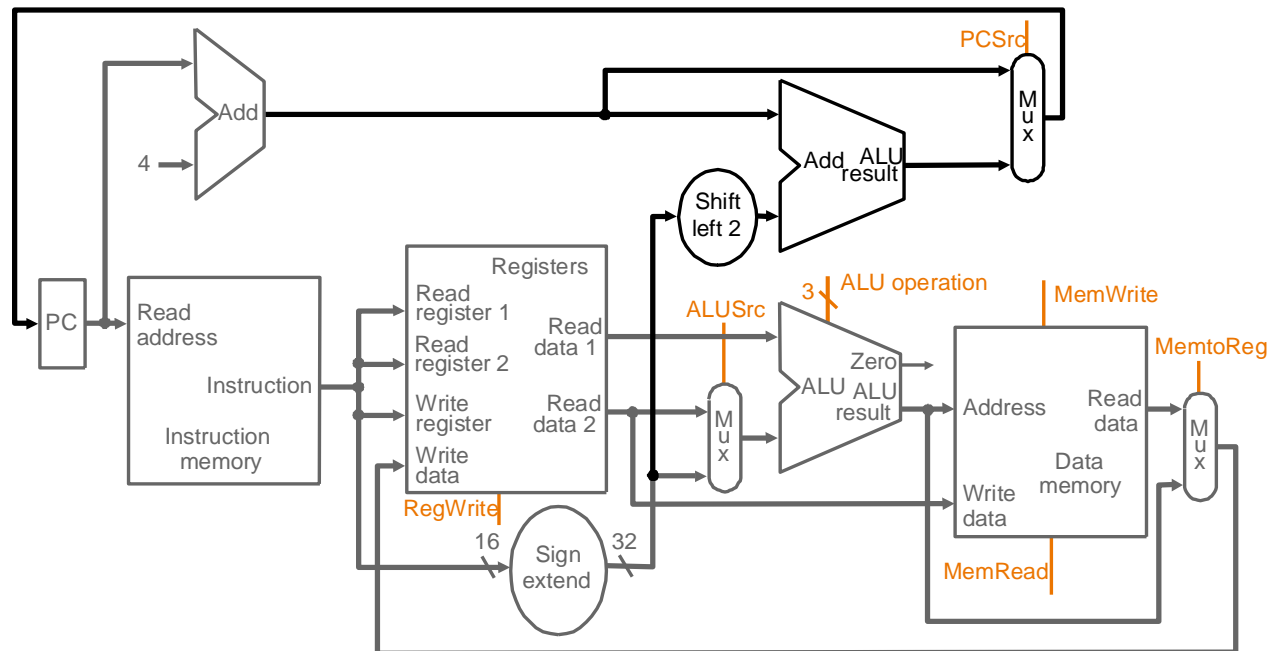 PCSrc
Add
4
M
u
x
Add
ALU
result
Shift
left 2
PC
Read
address
Instruction
Instruction
memory
Registers
Read
register 1
Read
register 2
Write
register
Write
data
Read
data 1
Read
data 2
RegWrite
16
Sign
extend
32
ALUSrc
M
u
x
3
ALU operation
Zero
ALU
ALU
result
MemWrite
Address
Read
data
Data
memory
Write
data
MemRead
MemtoReg
M
u
x